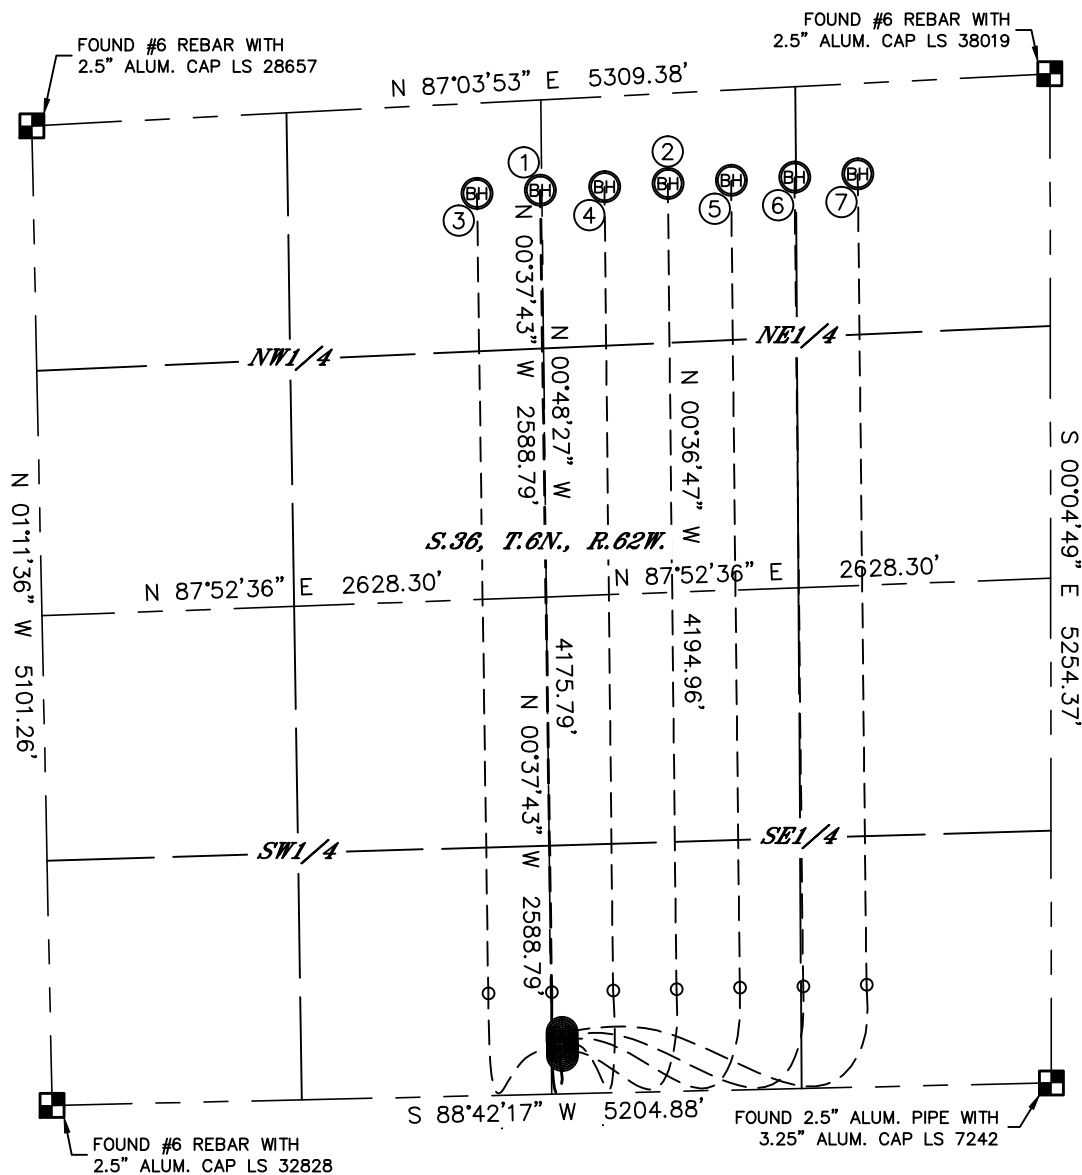 FOUND #6 REBAR WITH
2.5" ALUM. CAP LS 28657
FOUND #6 REBAR WITH
2.5" ALUM. CAP LS 38019
N 87°03'53" E 5309.38'
1
2
BH
BH
BH
BH
BH
BH
BH
3
4
5
6
7
N 00°37'43" W 2588.79'
N 00°48'27" W 4175.79'
N 00°36'47" W 4194.96'
NW1/4
NE1/4
N 01°11'36" W 5101.26'
S 00°04'49" E 5254.37'
S.36, T.6N., R.62W.
N 87°52'36" E 2628.30'
N 87°52'36" E 2628.30'
N 00°37'43" W 2588.79'
SW1/4
SE1/4
S 88°42'17" W 5204.88'
FOUND #6 REBAR WITH
2.5" ALUM. CAP LS 32828
FOUND 2.5" ALUM. PIPE WITH
3.25" ALUM. CAP LS 7242